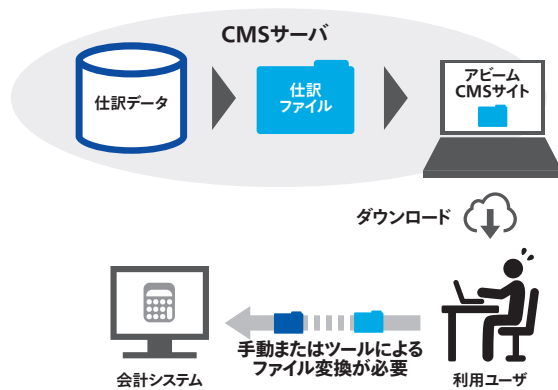 CMSサーバ
仕訳データ
仕訳
ファイル
アビーム
CMSサイト
ダウンロード
手動またはツールによる
ファイル変換が必要
会計システム
利用ユーザ